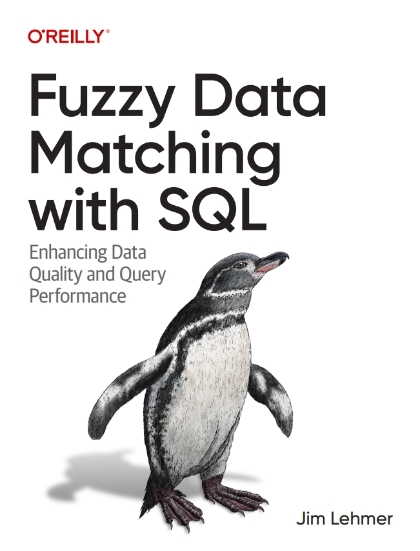 O'REILLY®
Fuzzy Data
Matching
with SQL
Enhancing Data
Quality and Query
Performance
Jim Lehmer